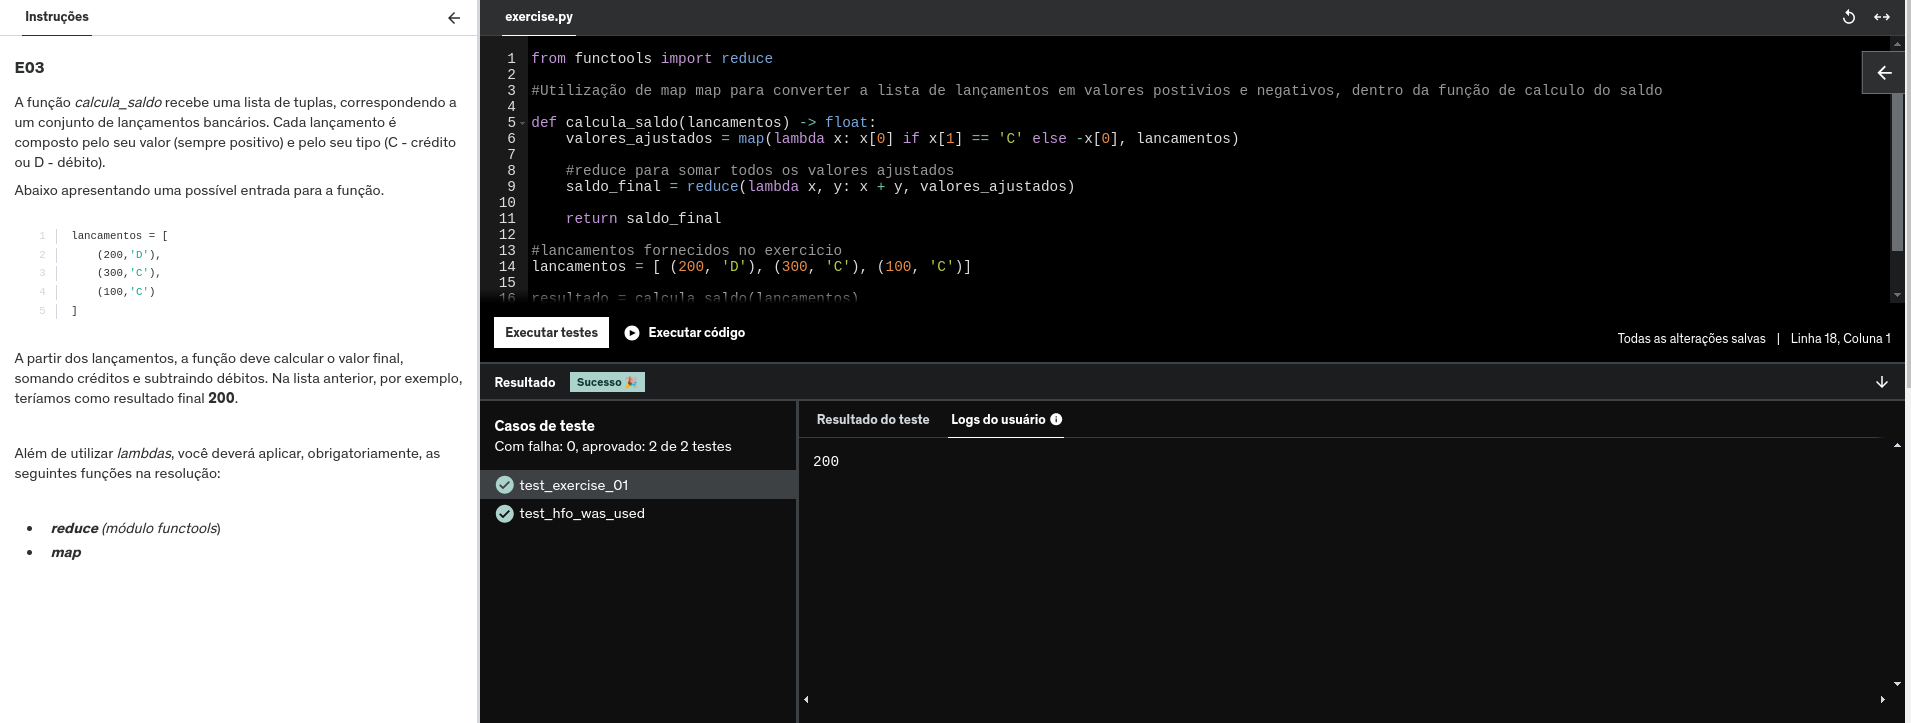 Instruções
E03
A função calcula_saldo recebe uma lista de tuplas, correspondendo a
um conjunto de lançamentos bancários. Cada lançamento é
composto pelo seu valor (sempre positivo) e pelo seu tipo (C - crédito
ou D - débito).
Abaixo apresentando uma possível entrada para a função.
1 lancamentos = [
2 (200,'D'),
3 (300,'C'),
4 (100,'C')
5 ]
A partir dos lançamentos, a função deve calcular o valor final,
somando créditos e subtraindo débitos. Na lista anterior, por exemplo,
teríamos como resultado final 200.
Além de utilizar lambdas, você deverá aplicar, obrigatoriamente, as
seguintes funções na resolução:
• reduce (módulo functools)
• map
exercise.py
1 from functools import reduce
2
3 #Utilização de map map para converter a lista de lançamentos em valores postivios e negativos, dentro da função de calculo do saldo
4
5 def calcula_saldo(lancamentos) -> float:
6 valores_ajustados = map(lambda x: x[0] if x[1] == 'C' else -x[0], lancamentos)
7
8 #reduce para somar todos os valores ajustados
9 saldo_final = reduce(lambda x, y: x + y, valores_ajustados)
10
11 return saldo_final
12
13 #lancamentos fornecidos no exercicio
14 lancamentos = [ (200, 'D'), (300, 'C'), (100, 'C')]
15
16 resultado = calcula_saldo(lancamentos)
Executar testes Executar código
Todas as alterações salvas | Linha 18, Coluna 1
Resultado Sucesso 🎉
Casos de teste
Com falha: 0, aprovado: 2 de 2 testes
test_exercise_01
test_hfo_was_used
Resultado do teste Logs do usuário
200